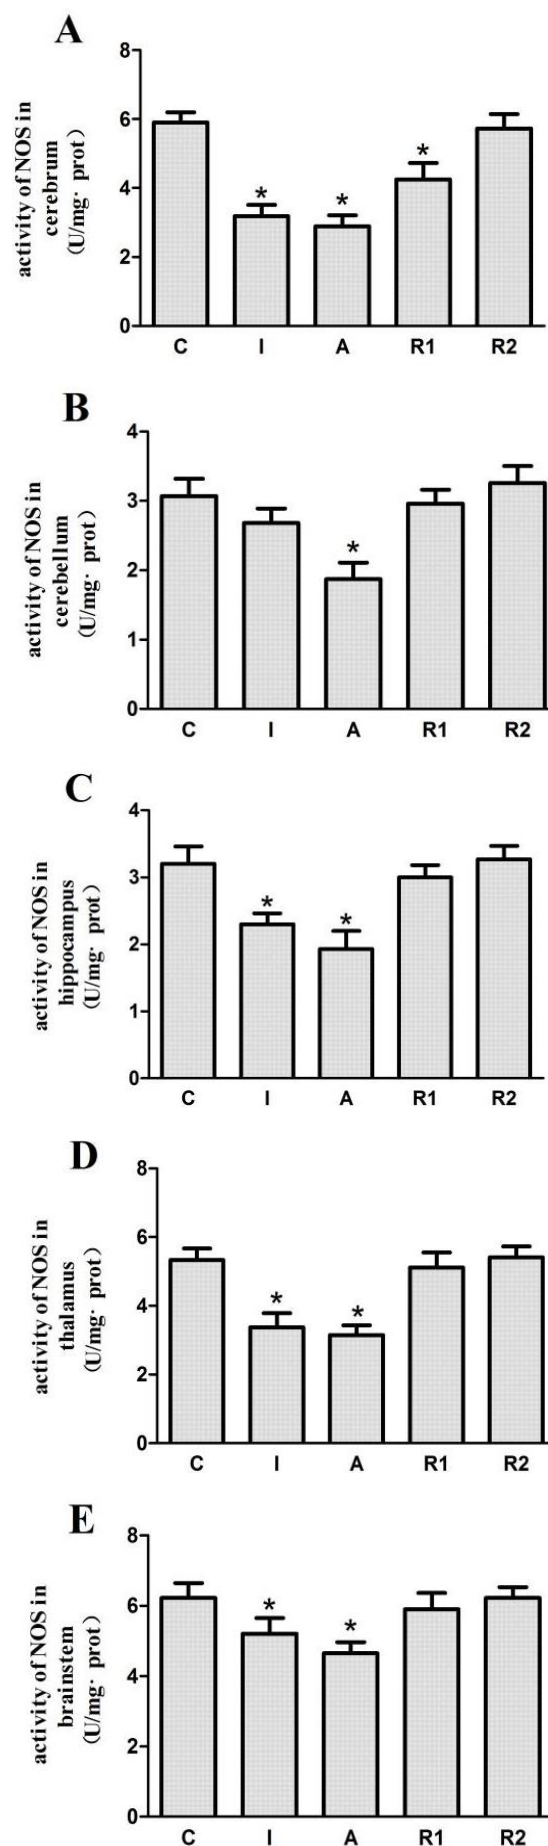 A
activity of NOS in
cerebrum
(U/mg· prot)
8
6
4
2
0
*
*
*
C I A R1 R2
B
activity of NOS in
cerebellum
(U/mg· prot)
4
3
2
1
0
*
C I A R1 R2
C
activity of NOS in
hippocampus
(U/mg· prot)
4
3
2
1
0
*
*
C I A R1 R2
D
activity of NOS in
thalamus
(U/mg· prot)
8
6
4
2
0
*
*
C I A R1 R2
E
activity of NOS in
brainstem
(U/mg· prot)
8
6
4
2
0
*
*
C I A R1 R2